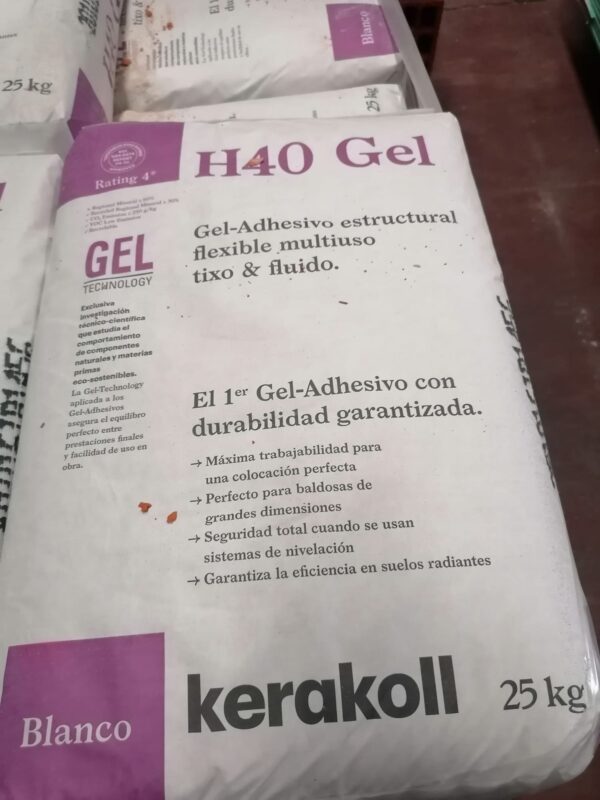 25 kg
Blanco
25 kg
H40 Gel
Rating 4*
GEL
TECHNOLOGY
Exclusiva
investigación
técnico-científica
que estudia el
comportamiento
de componentes
naturales y materias
primas
eco-sostenibles.
La Gel-Technology
aplicada a los
Gel-Adhesivos
asegura el equilibrio
perfecto entre
prestaciones finales
y facilidad de uso en
obra.
Gel-Adhesivo estructural
flexible multiuso
tixo & fluido.
El 1er Gel-Adhesivo con
durabilidad garantizada.
→ Máxima trabajabilidad para
una colocación perfecta
→ Perfecto para baldosas de
grandes dimensiones
→ Seguridad total cuando se usan
sistemas de nivelación
→ Garantiza la eficiencia en suelos radiantes
Blanco
kerakoll
25 kg